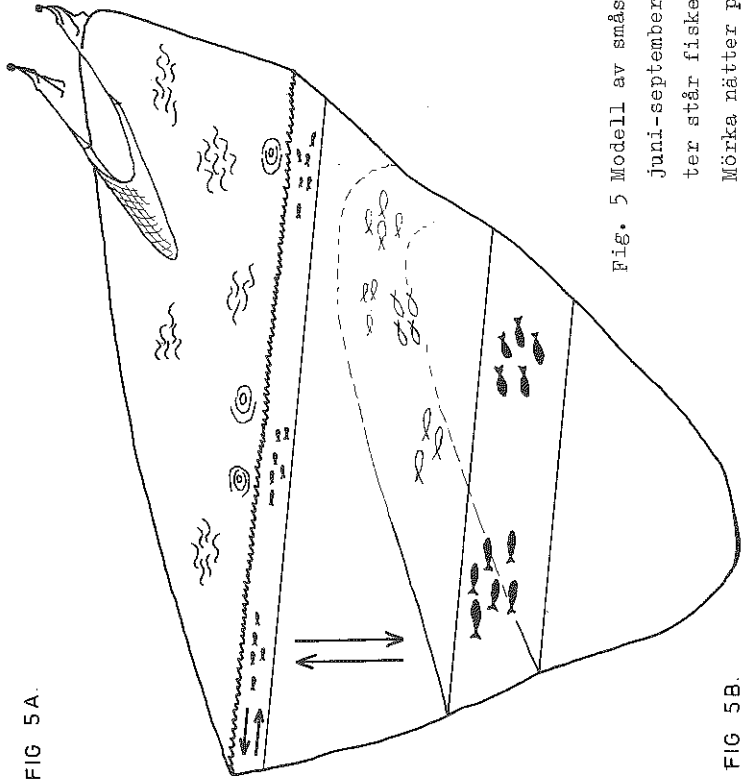 FIG 5A.
Fig. 5 Modell av smås
juni-september
ter står fiske
Mörka nätter p
FIG 5B.